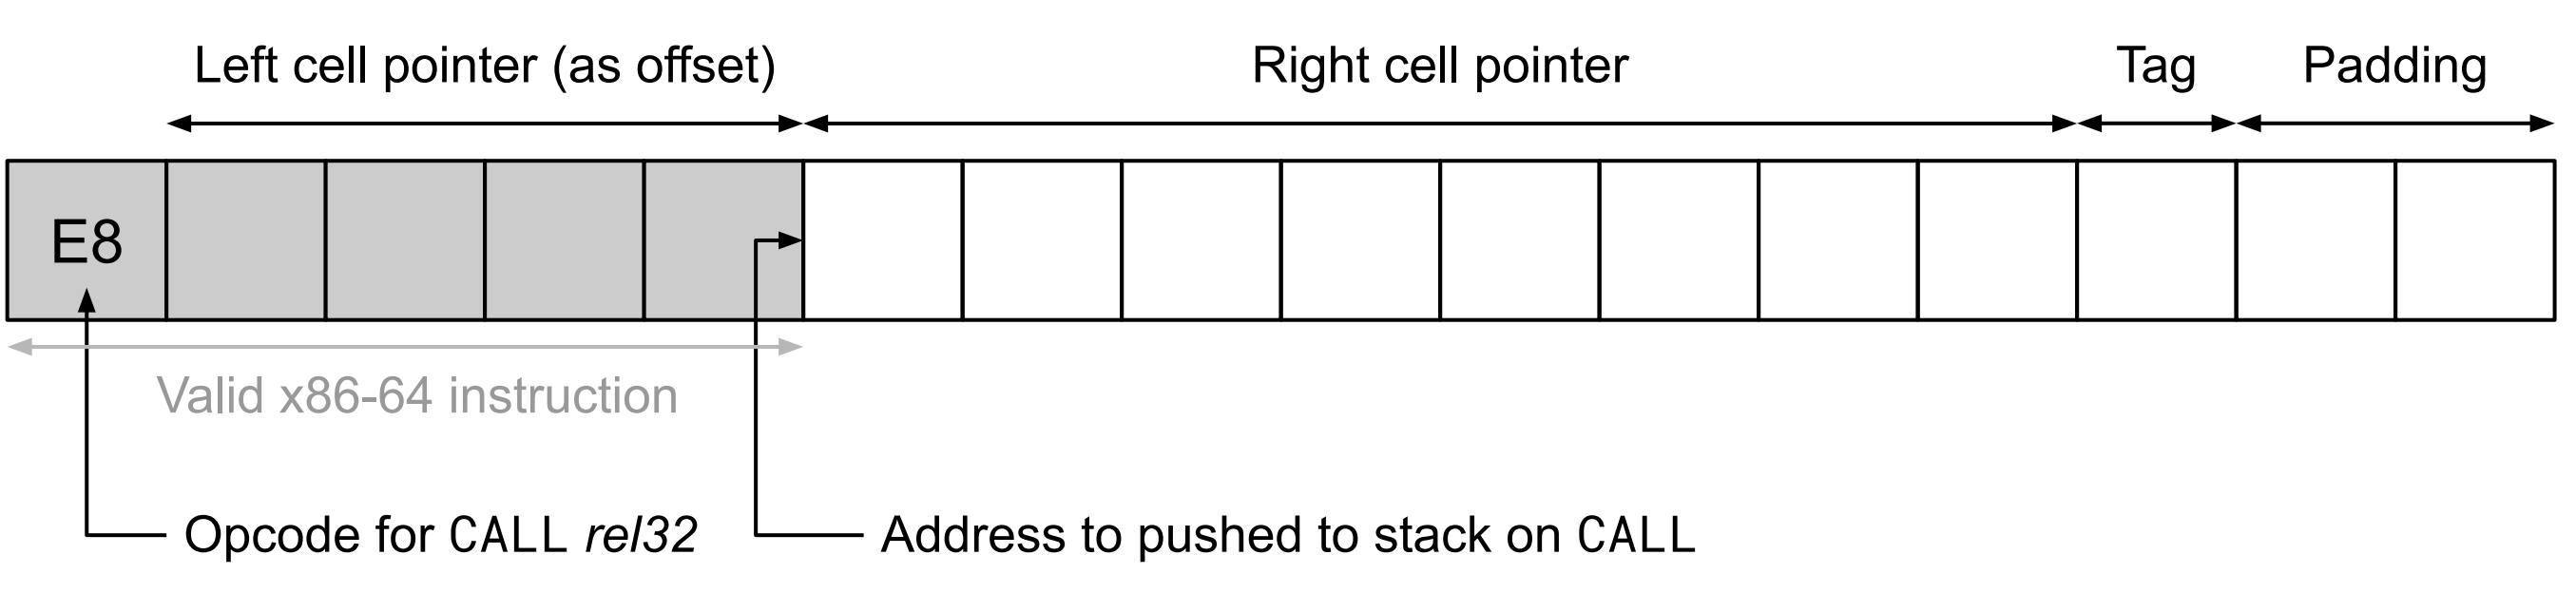 Left cell pointer (as offset)
Right cell pointer
Tag
Padding
E8
Valid x86-64 instruction
Opcode for CALL rel32
Address to pushed to stack on CALL